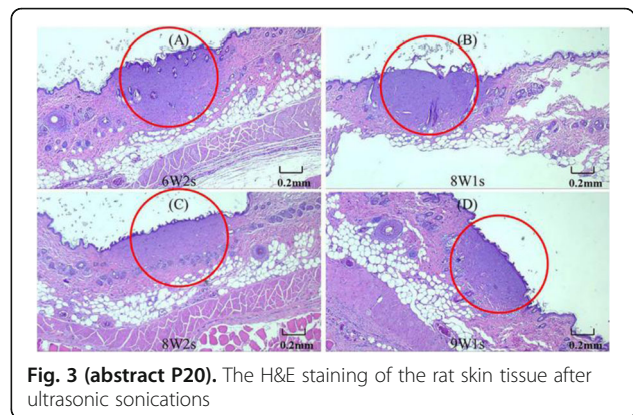 (A)
(B)
6W2s
0.2mm
8W1s
0.2mm
(C)
(D)
8W2s
0.2mm
9W1s
0.2mm
Fig. 3 (abstract P20). The H&E staining of the rat skin tissue after
ultrasonic sonications